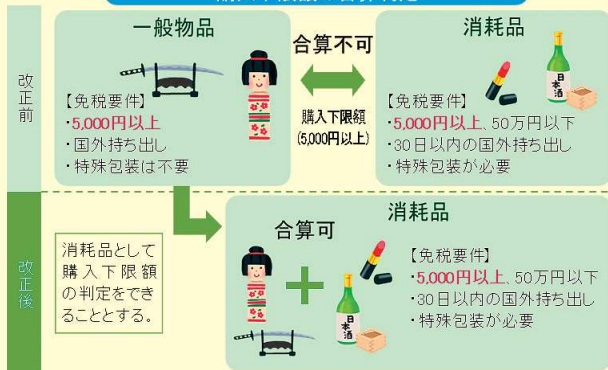 改正前
一般物品
【免税要件】
・5,000円以上
・国外持ち出し
・特殊包装は不要
合算不可
購入下限額
(5,000円以上)
消耗品
日本酒
【免税要件】
・5,000円以上、50万円以下
・30日以内の国外持ち出し
・特殊包装が必要
改正後
消耗品として
購入下限額
の判定をでき
ることとする。
合算可
消耗品
日本酒
【免税要件】
・5,000円以上、50万円以下
・30日以内の国外持ち出し
・特殊包装が必要